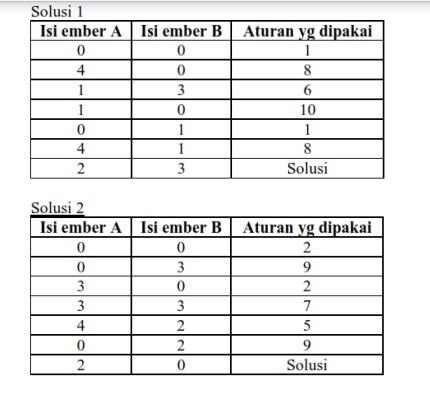 Solusi 1
Isi ember A Isi ember B Aturan yg dipakai
0 0 1
4 0 8
1 3 6
1 0 10
0 1 1
4 1 8
2 3 Solusi
Solusi 2
Isi ember A Isi ember B Aturan yg dipakai
0 0 2
0 3 9
3 0 2
3 3 7
4 2 5
0 2 9
2 0 Solusi